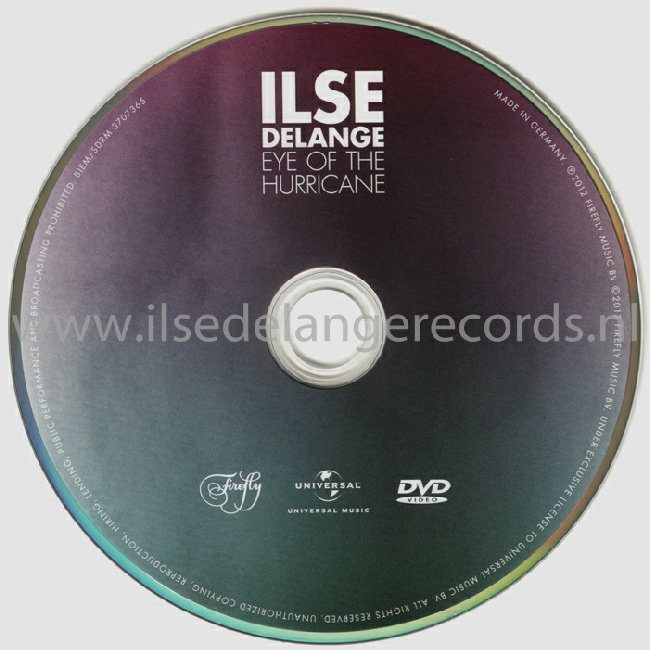 ILSE
DELANGE
EYE OF THE
HURRICANE
MADE IN GERMANY. ℗2012 FIREFLY MUSIC BV ©2012 FIREFLY MUSIC BV. UNDER EXCLUSIVE LICENSE TO UNIVERSAL MUSIC BV. ALL RIGHTS RESERVED. UNAUTHORIZED COPYING, REPRODUCTION, HIRING, LENDING, PUBLIC PERFORMANCE AND BROADCASTING PROHIBITED. BIEM/SDRM 3707365
www.ilsedelangerecords.nl
Firefly
UNIVERSAL
UNIVERSAL MUSIC
DVD
VIDEO